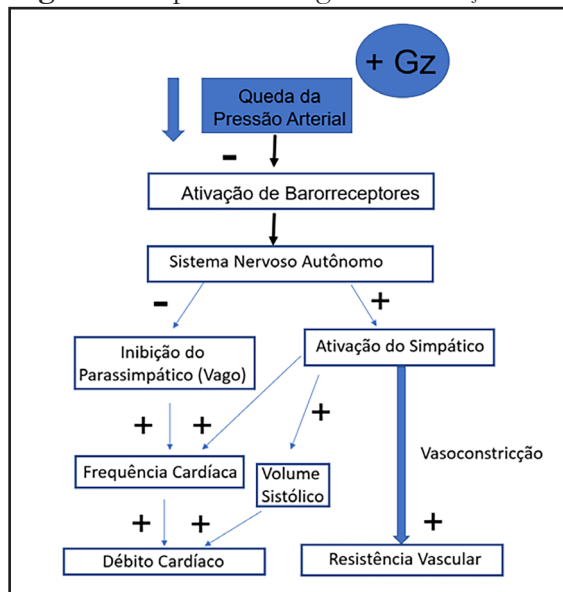 + Gz
Queda da
Pressão Arterial
-
Ativação de Barorreceptores
Sistema Nervoso Autônomo
- +
Inibição do
Parassimpático (Vago)
Ativação do Simpático
+ + +
Vasoconstricção
Frequência Cardíaca
Volume
Sistólico
+ + +
Débito Cardíaco
Resistência Vascular